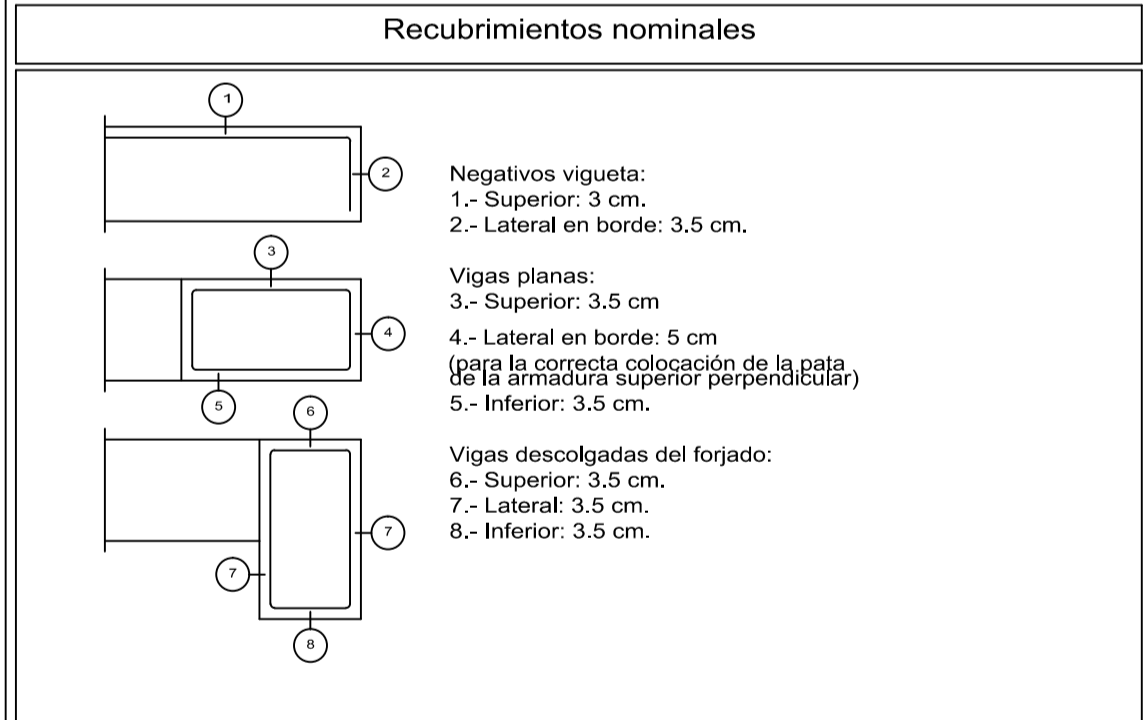 Recubrimientos nominales
1
2
Negativos vigueta:
1.- Superior: 3 cm.
2.- Lateral en borde: 3.5 cm.
3
4
5
Vigas planas:
3.- Superior: 3.5 cm
4.- Lateral en borde: 5 cm
(para la correcta colocación de la pata
de la armadura superior perpendicular)
5.- Inferior: 3.5 cm.
6
7
7
8
Vigas descolgadas del forjado:
6.- Superior: 3.5 cm.
7.- Lateral: 3.5 cm.
8.- Inferior: 3.5 cm.